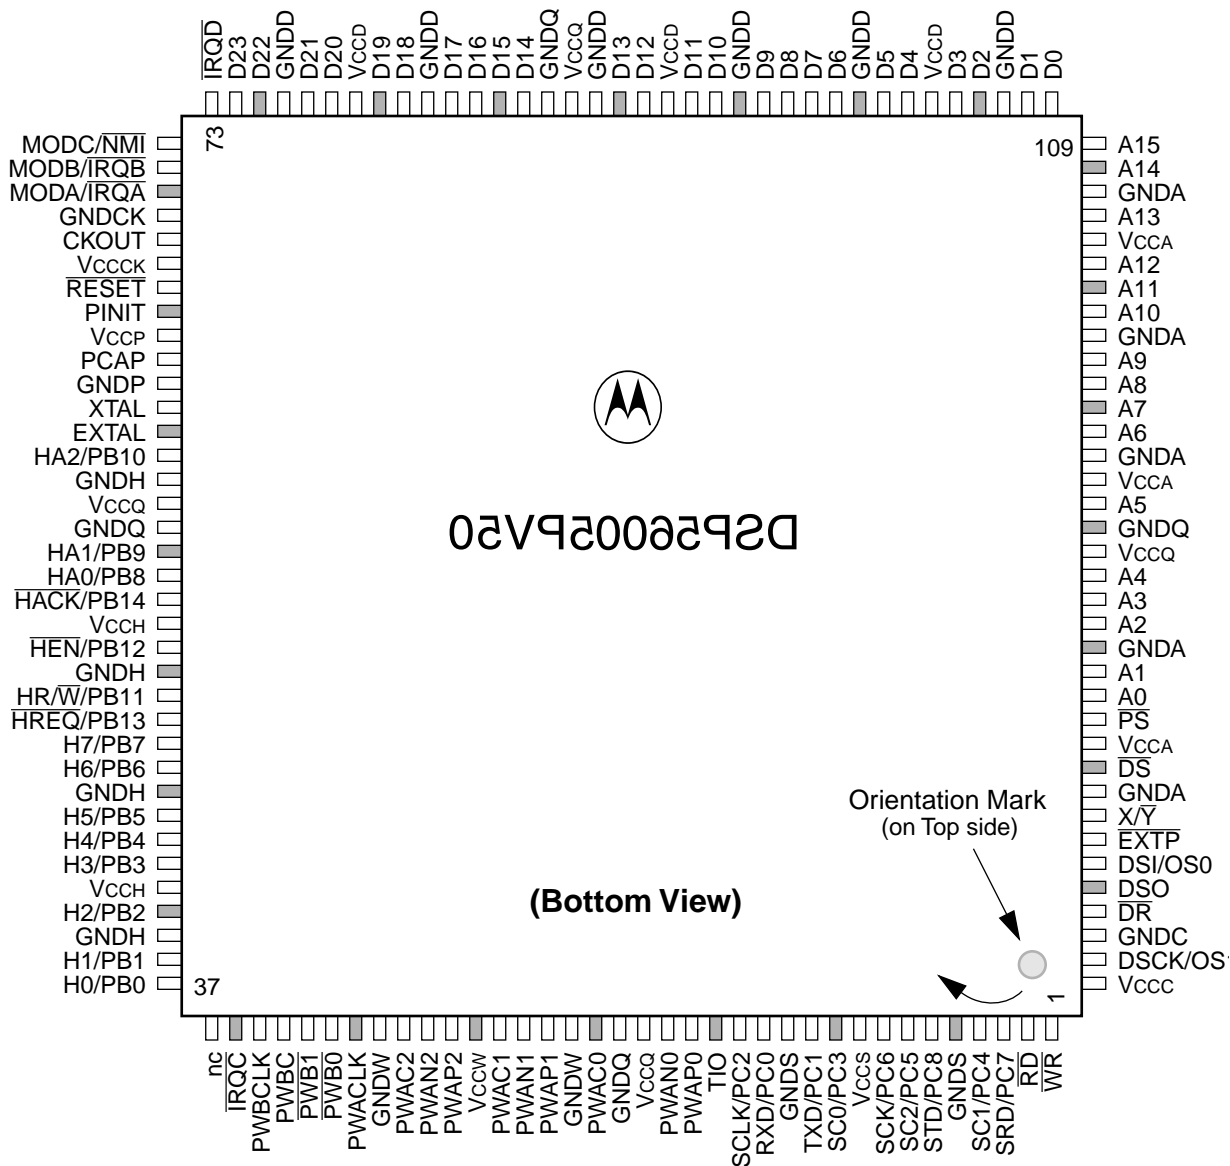 IRQD
D23
D22
GNDD
D21
D20
VCCD
D19
D18
GNDD
D17
D16
D15
D14
GNDQ
VCCQ
GNDD
D13
D12
VCCD
D11
D10
GNDD
D9
D8
D7
D6
GNDD
D5
D4
VCCD
D3
D2
GNDD
D1
D0
73
109
MODC/NMI
MODB/IRQB
MODA/IRQA
GNDCK
CKOUT
VCCCK
RESET
PINIT
VCCP
PCAP
GNDP
XTAL
EXTAL
HA2/PB10
GNDH
VCCQ
GNDQ
HA1/PB9
HA0/PB8
HACK/PB14
VCCH
HEN/PB12
GNDH
HR/W/PB11
HREQ/PB13
H7/PB7
H6/PB6
GNDH
H5/PB5
H4/PB4
H3/PB3
VCCH
H2/PB2
GNDH
H1/PB1
H0/PB0
DSP56005PV50
Orientation Mark
(on Top side)
(Bottom View)
A15
A14
GNDA
A13
VCCA
A12
A11
A10
GNDA
A9
A8
A7
A6
GNDA
VCCA
A5
GNDQ
VCCQ
A4
A3
A2
GNDA
A1
A0
PS
VCCA
DS
GNDA
X/Y
EXTP
DSI/OS0
DSO
DR
GNDC
DSCK/OS1
VCCC
37
1
nc
IRQC
PWBCLK
PWBC
PWB1
PWB0
PWACLK
GNDW
PWAC2
PWAN2
PWAP2
VCCW
PWAC1
PWAN1
PWAP1
GNDW
PWAC0
GNDQ
VCCQ
PWAN0
PWAP0
TIO
SCLK/PC2
RXD/PC0
GNDS
TXD/PC1
SC0/PC3
VCCS
SCK/PC6
SC2/PC5
STD/PC8
GNDS
SC1/PC4
SRD/PC7
RD
WR